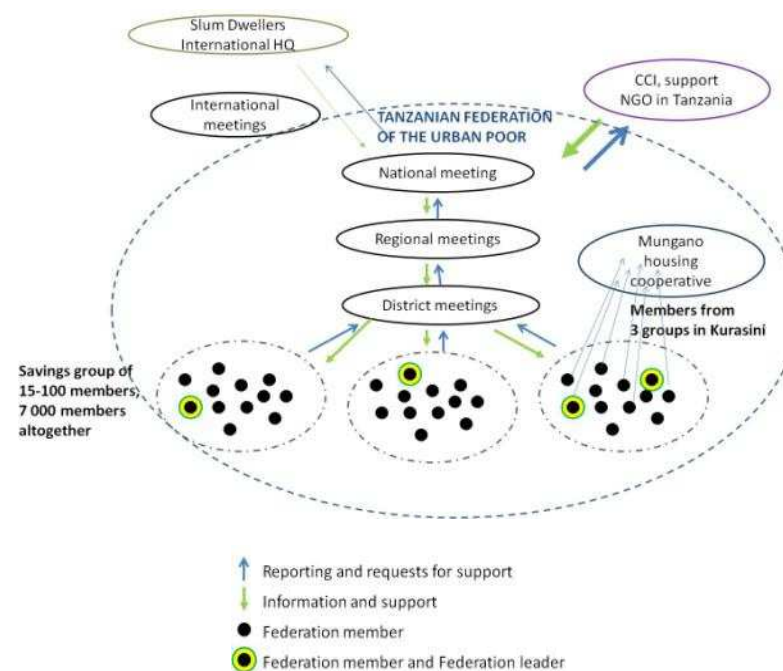 Slum Dwellers
International HQ
CCI, support
NGO in Tanzania
International
meetings
TANZANIAN FEDERATION
OF THE URBAN POOR
National meeting
Regional meetings
Mungano
housing
cooperative
District meetings
Members from
3 groups in Kurasini
Savings group of
15-100 members,
7 000 members
altogether
Reporting and requests for support
Information and support
Federation member
Federation member and Federation leader